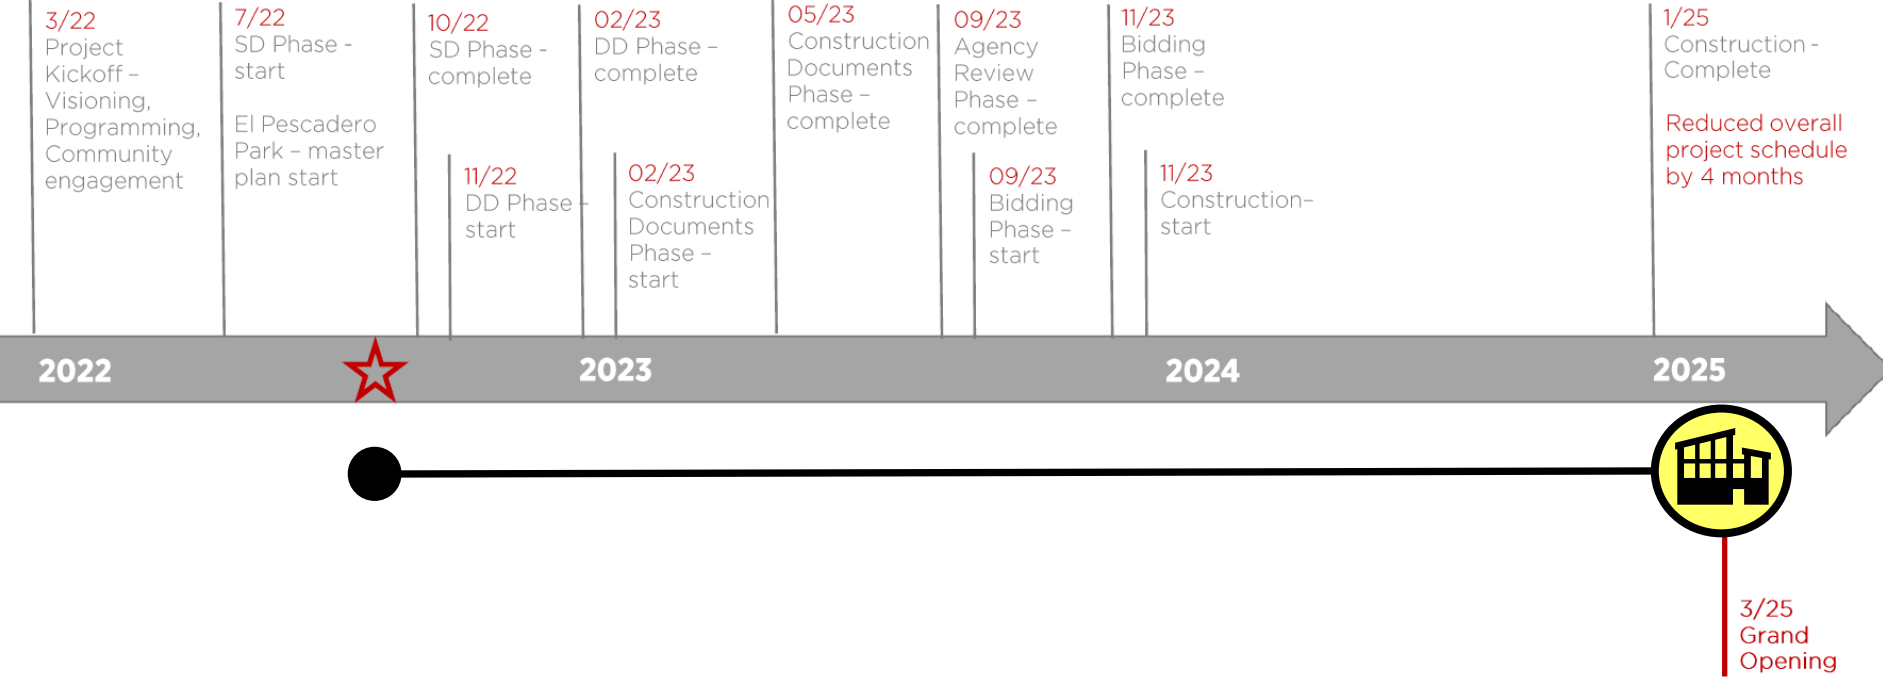 3/22
Project
Kickoff –
Visioning,
Programming,
Community
engagement
7/22
SD Phase -
start
El Pescadero
Park – master
plan start
10/22
SD Phase -
complete
11/22
DD Phase –
start
02/23
DD Phase –
complete
02/23
Construction
Documents
Phase –
start
05/23
Construction
Documents
Phase –
complete
09/23
Agency
Review
Phase –
complete
09/23
Bidding
Phase –
start
11/23
Bidding
Phase –
complete
11/23
Construction–
start
1/25
Construction -
Complete
Reduced overall
project schedule
by 4 months
2022
2023
2024
2025
3/25
Grand
Opening